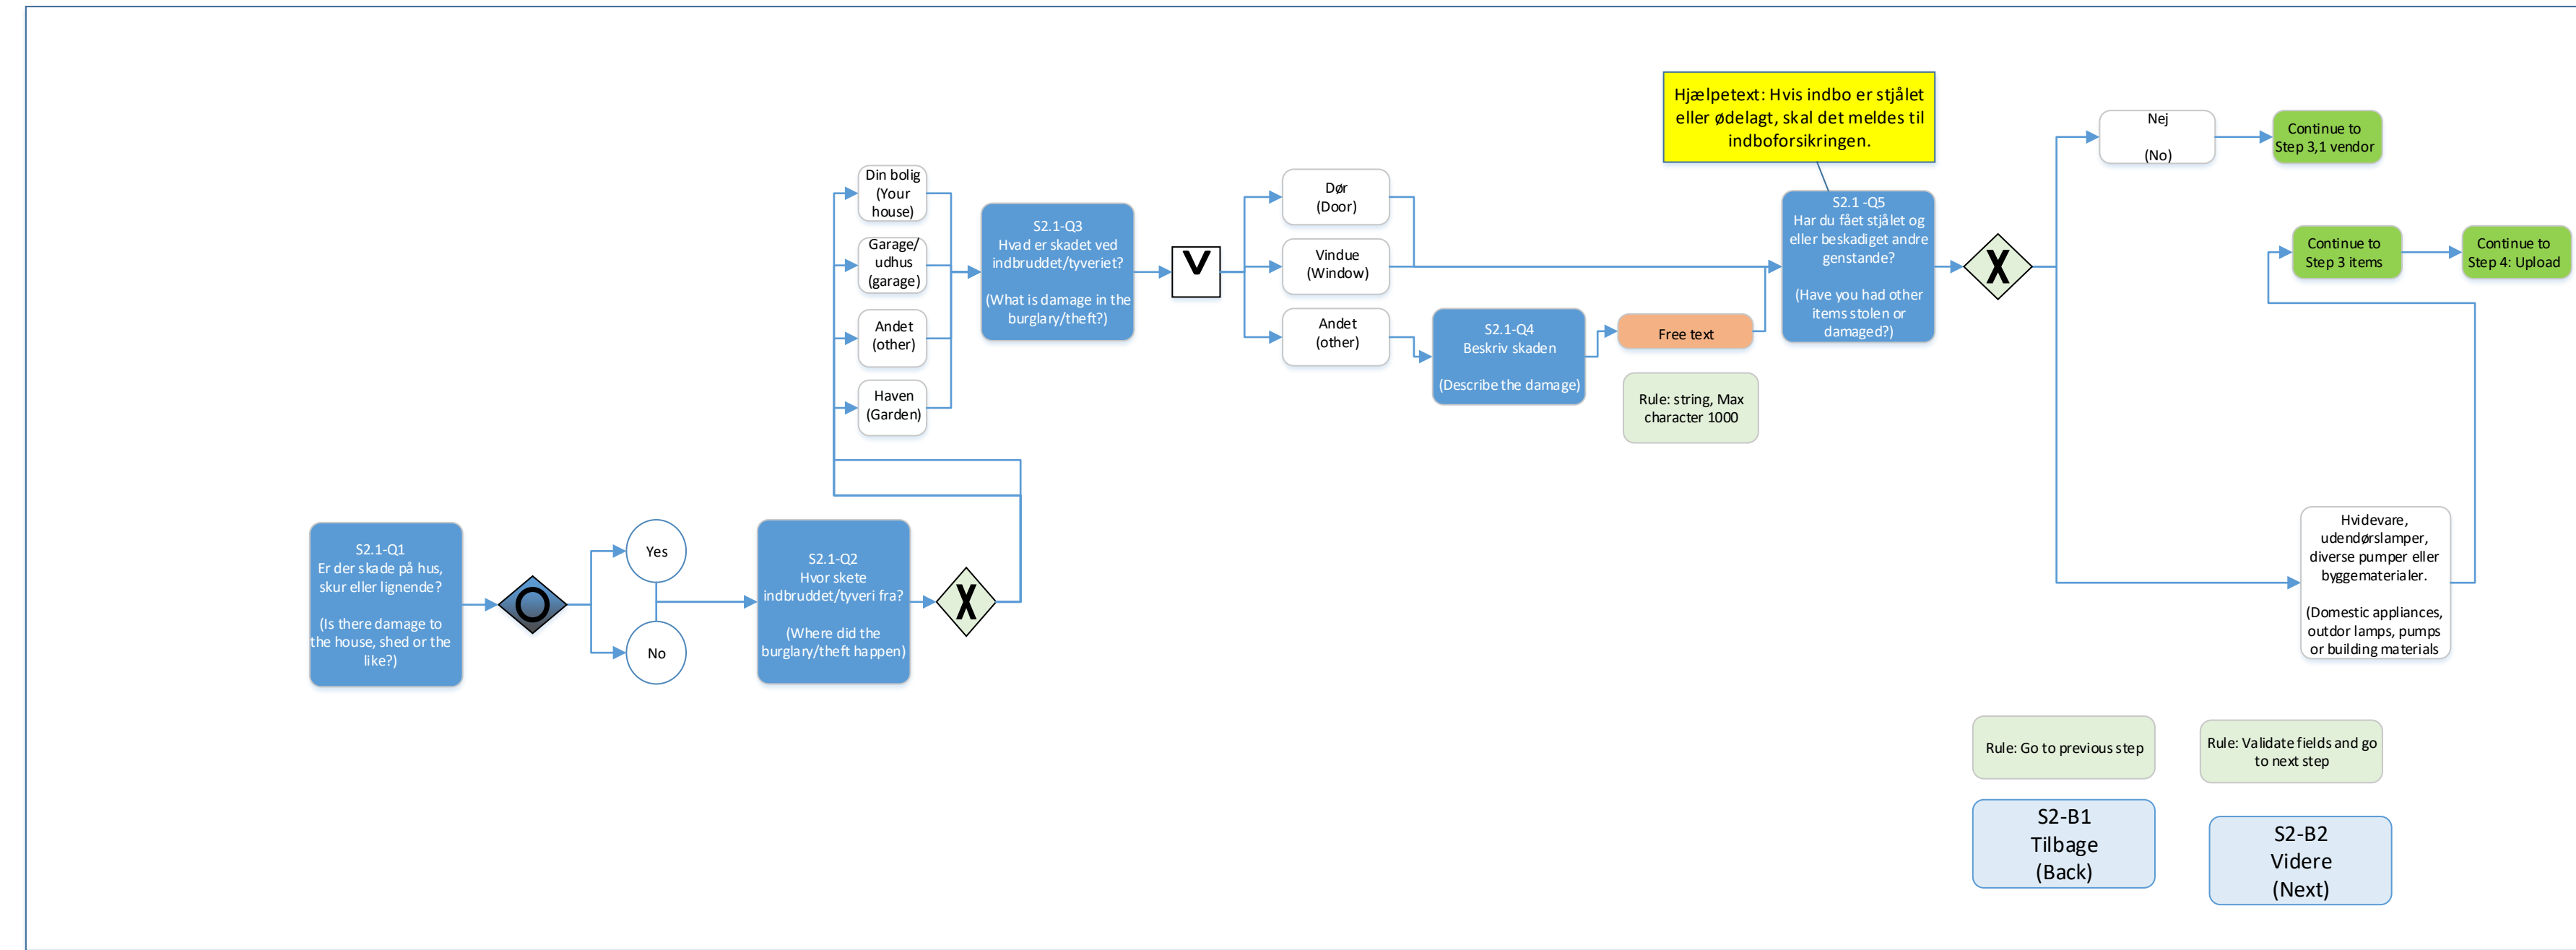 Hjælpetext: Hvis indbo er stjålet
eller ødelagt, skal det meldes til
indboforsikringen.
Nej
(No)
Continue to
Step 3,1 vendor
Din bolig
(Your
house)
Garage/
udhus
(garage)
Andet
(other)
Haven
(Garden)
S2.1-Q3
Hvad er skadet ved
indbruddet/tyveriet?
(What is damage in the
burglary/theft?)
V
Dør
(Door)
Vindue
(Window)
Andet
(other)
S2.1-Q4
Beskriv skaden
(Describe the damage)
Free text
Rule: string, Max
character 1000
S2.1 -Q5
Har du fået stjålet og
eller beskadiget andre
genstande?
(Have you had other
items stolen or
damaged?)
X
Continue to
Step 3 items
Continue to
Step 4: Upload
S2.1-Q1
Er der skade på hus,
skur eller lignende?
(Is there damage to
the house, shed or the
like?)
O
Yes
No
S2.1-Q2
Hvor skete
indbruddet/tyveri fra?
(Where did the
burglary/theft happen)
X
Hvidevare,
udendørslamper,
diverse pumper eller
byggematerialer.
(Domestic appliances,
outdor lamps, pumps
or building materials
Rule: Go to previous step
Rule: Validate fields and go
to next step
S2-B1
Tilbage
(Back)
S2-B2
Videre
(Next)